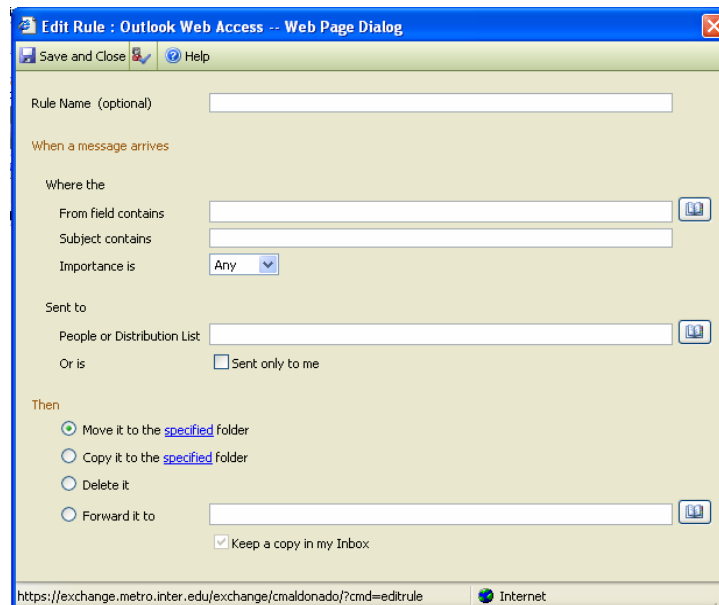 Edit Rule : Outlook Web Access -- Web Page Dialog
Save and Close Help
Rule Name (optional)
When a message arrives
Where the
From field contains
Subject contains
Importance is Any
Sent to
People or Distribution List
Or is Sent only to me
Then
Move it to the specified folder
Copy it to the specified folder
Delete it
Forward it to
Keep a copy in my Inbox
https://exchange.metro.inter.edu/exchange/cmaldonado/?cmd=editrule Internet